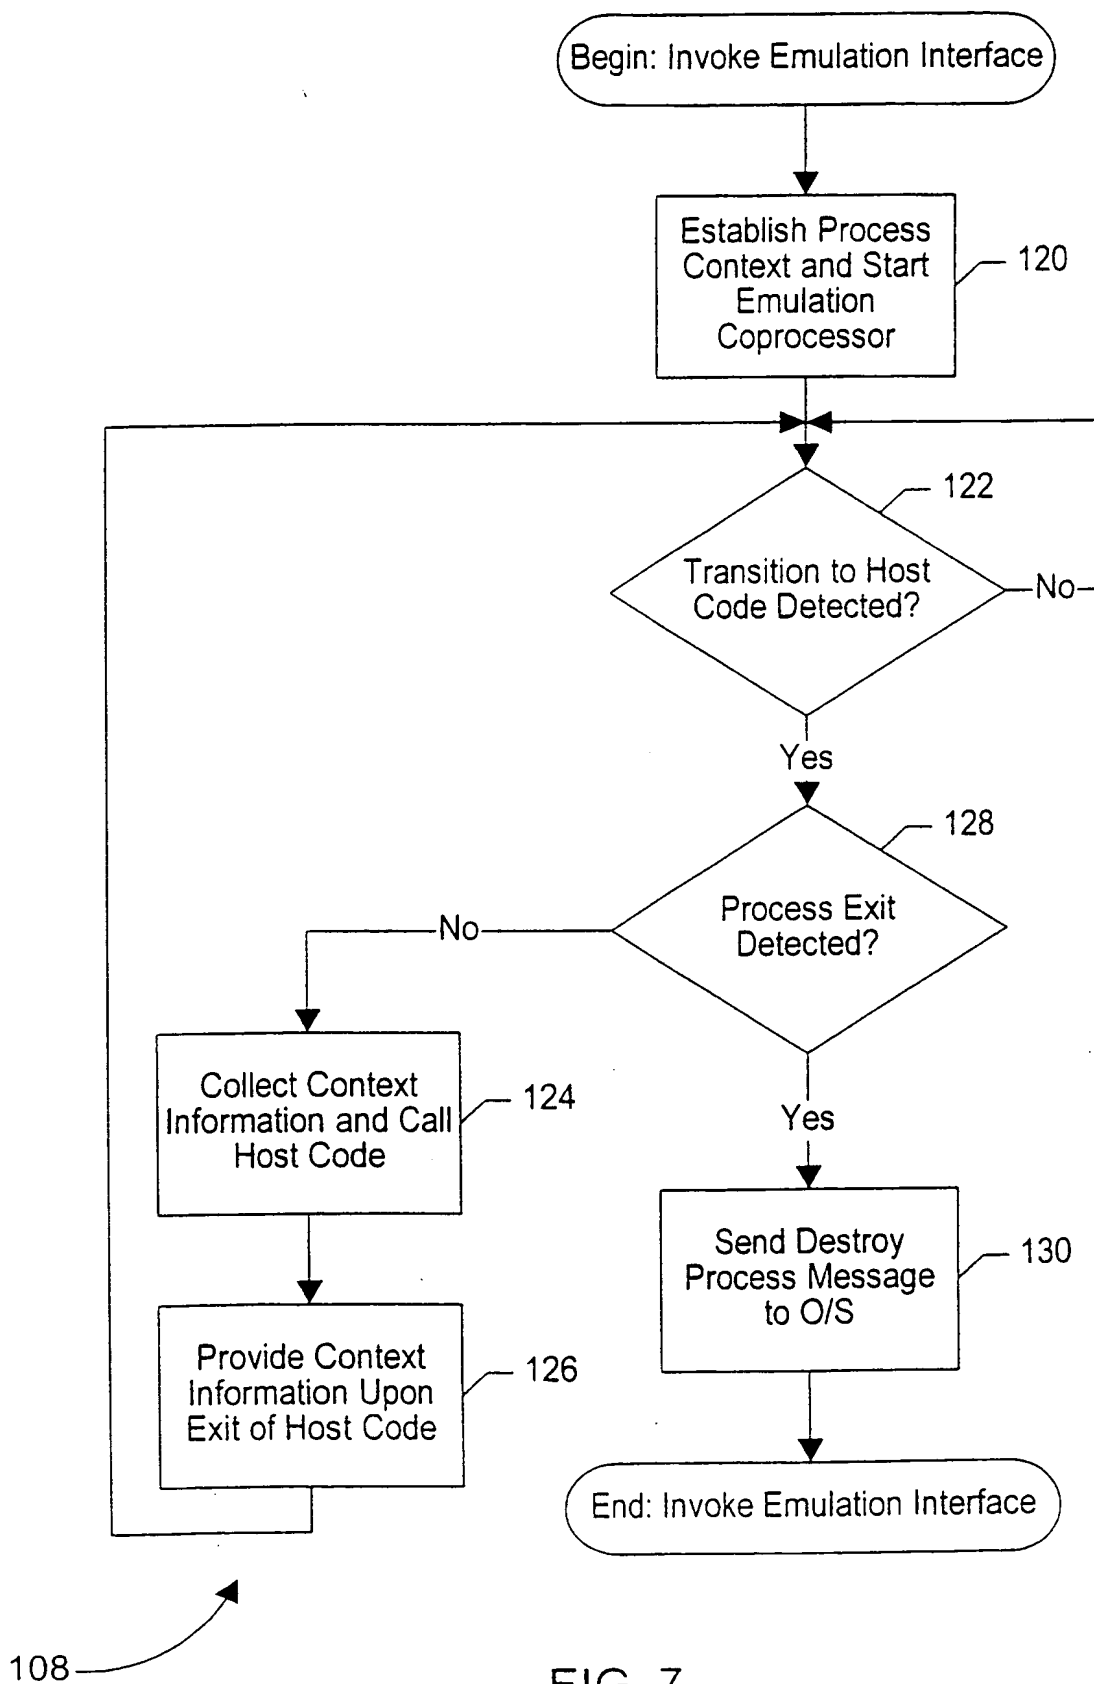 Begin: Invoke Emulation Interface
Establish Process
Context and Start
Emulation
Coprocessor
120
122
Transition to Host
Code Detected?
No
Yes
128
Process Exit
Detected?
No
Collect Context
Information and Call
Host Code
124
Yes
Send Destroy
Process Message
to O/S
130
Provide Context
Information Upon
Exit of Host Code
126
End: Invoke Emulation Interface
108
FIG. 7